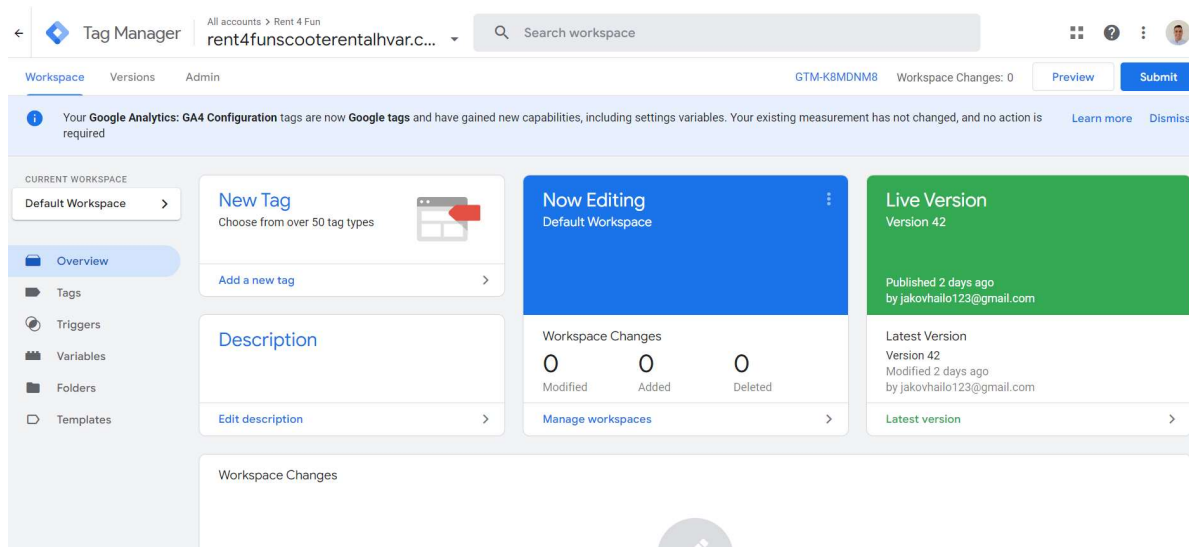 Tag Manager
All accounts > Rent 4 Fun
rent4funscooterentalhvar.c...
Search workspace
Workspace
Versions
Admin
GTM-K8MDNM8
Workspace Changes: 0
Preview
Submit
Your Google Analytics: GA4 Configuration tags are now Google tags and have gained new capabilities, including settings variables. Your existing measurement has not changed, and no action is
required
Learn more
Dismiss
CURRENT WORKSPACE
Default Workspace
Overview
Tags
Triggers
Variables
Folders
Templates
New Tag
Choose from over 50 tag types
Add a new tag
Description
Edit description
Now Editing
Default Workspace
Workspace Changes
0 0 0
Modified Added Deleted
Manage workspaces
Live Version
Version 42
Published 2 days ago
by jakovhailo123@gmail.com
Latest Version
Version 42
Modified 2 days ago
by jakovhailo123@gmail.com
Latest version
Workspace Changes